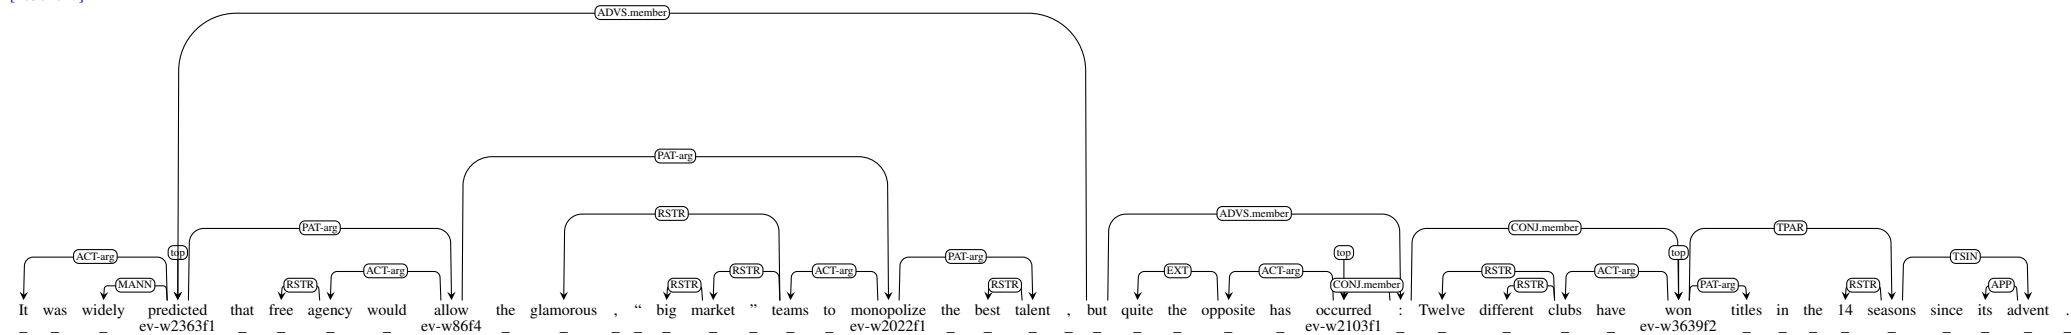 ADVS.member
PAT-arg
RSTR ADVS.member
PAT-arg CONJ.member TPAR
ACT-arg top PAT-arg top top TSIN
RSTR ACT-arg RSTR ACT-arg EXT ACT-arg RSTR ACT-arg
MANN RSTR RSTR RSTR CONJ.member RSTR PAT-arg RSTR APP
It was widely predicted that free agency would allow the glamorous , “ big market ” teams to monopolize the best talent , but quite the opposite has occurred : Twelve different clubs have won titles in the 14 seasons since its advent
_ _ _ ev-w2363f1 _ _ _ _ ev-w86f4 _ _ _ _ _ _ _ _ _ ev-w2022f1 _ _ _ _ _ _ _ _ _ ev-w2103f1 _ _ _ _ _ ev-w3639f2 _ _ _ _ _ _ _ _